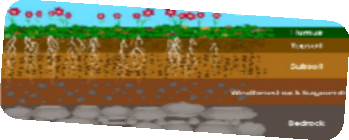 Humus
Topsoil
Subsoil
Weathered rock fragments
Bedrock